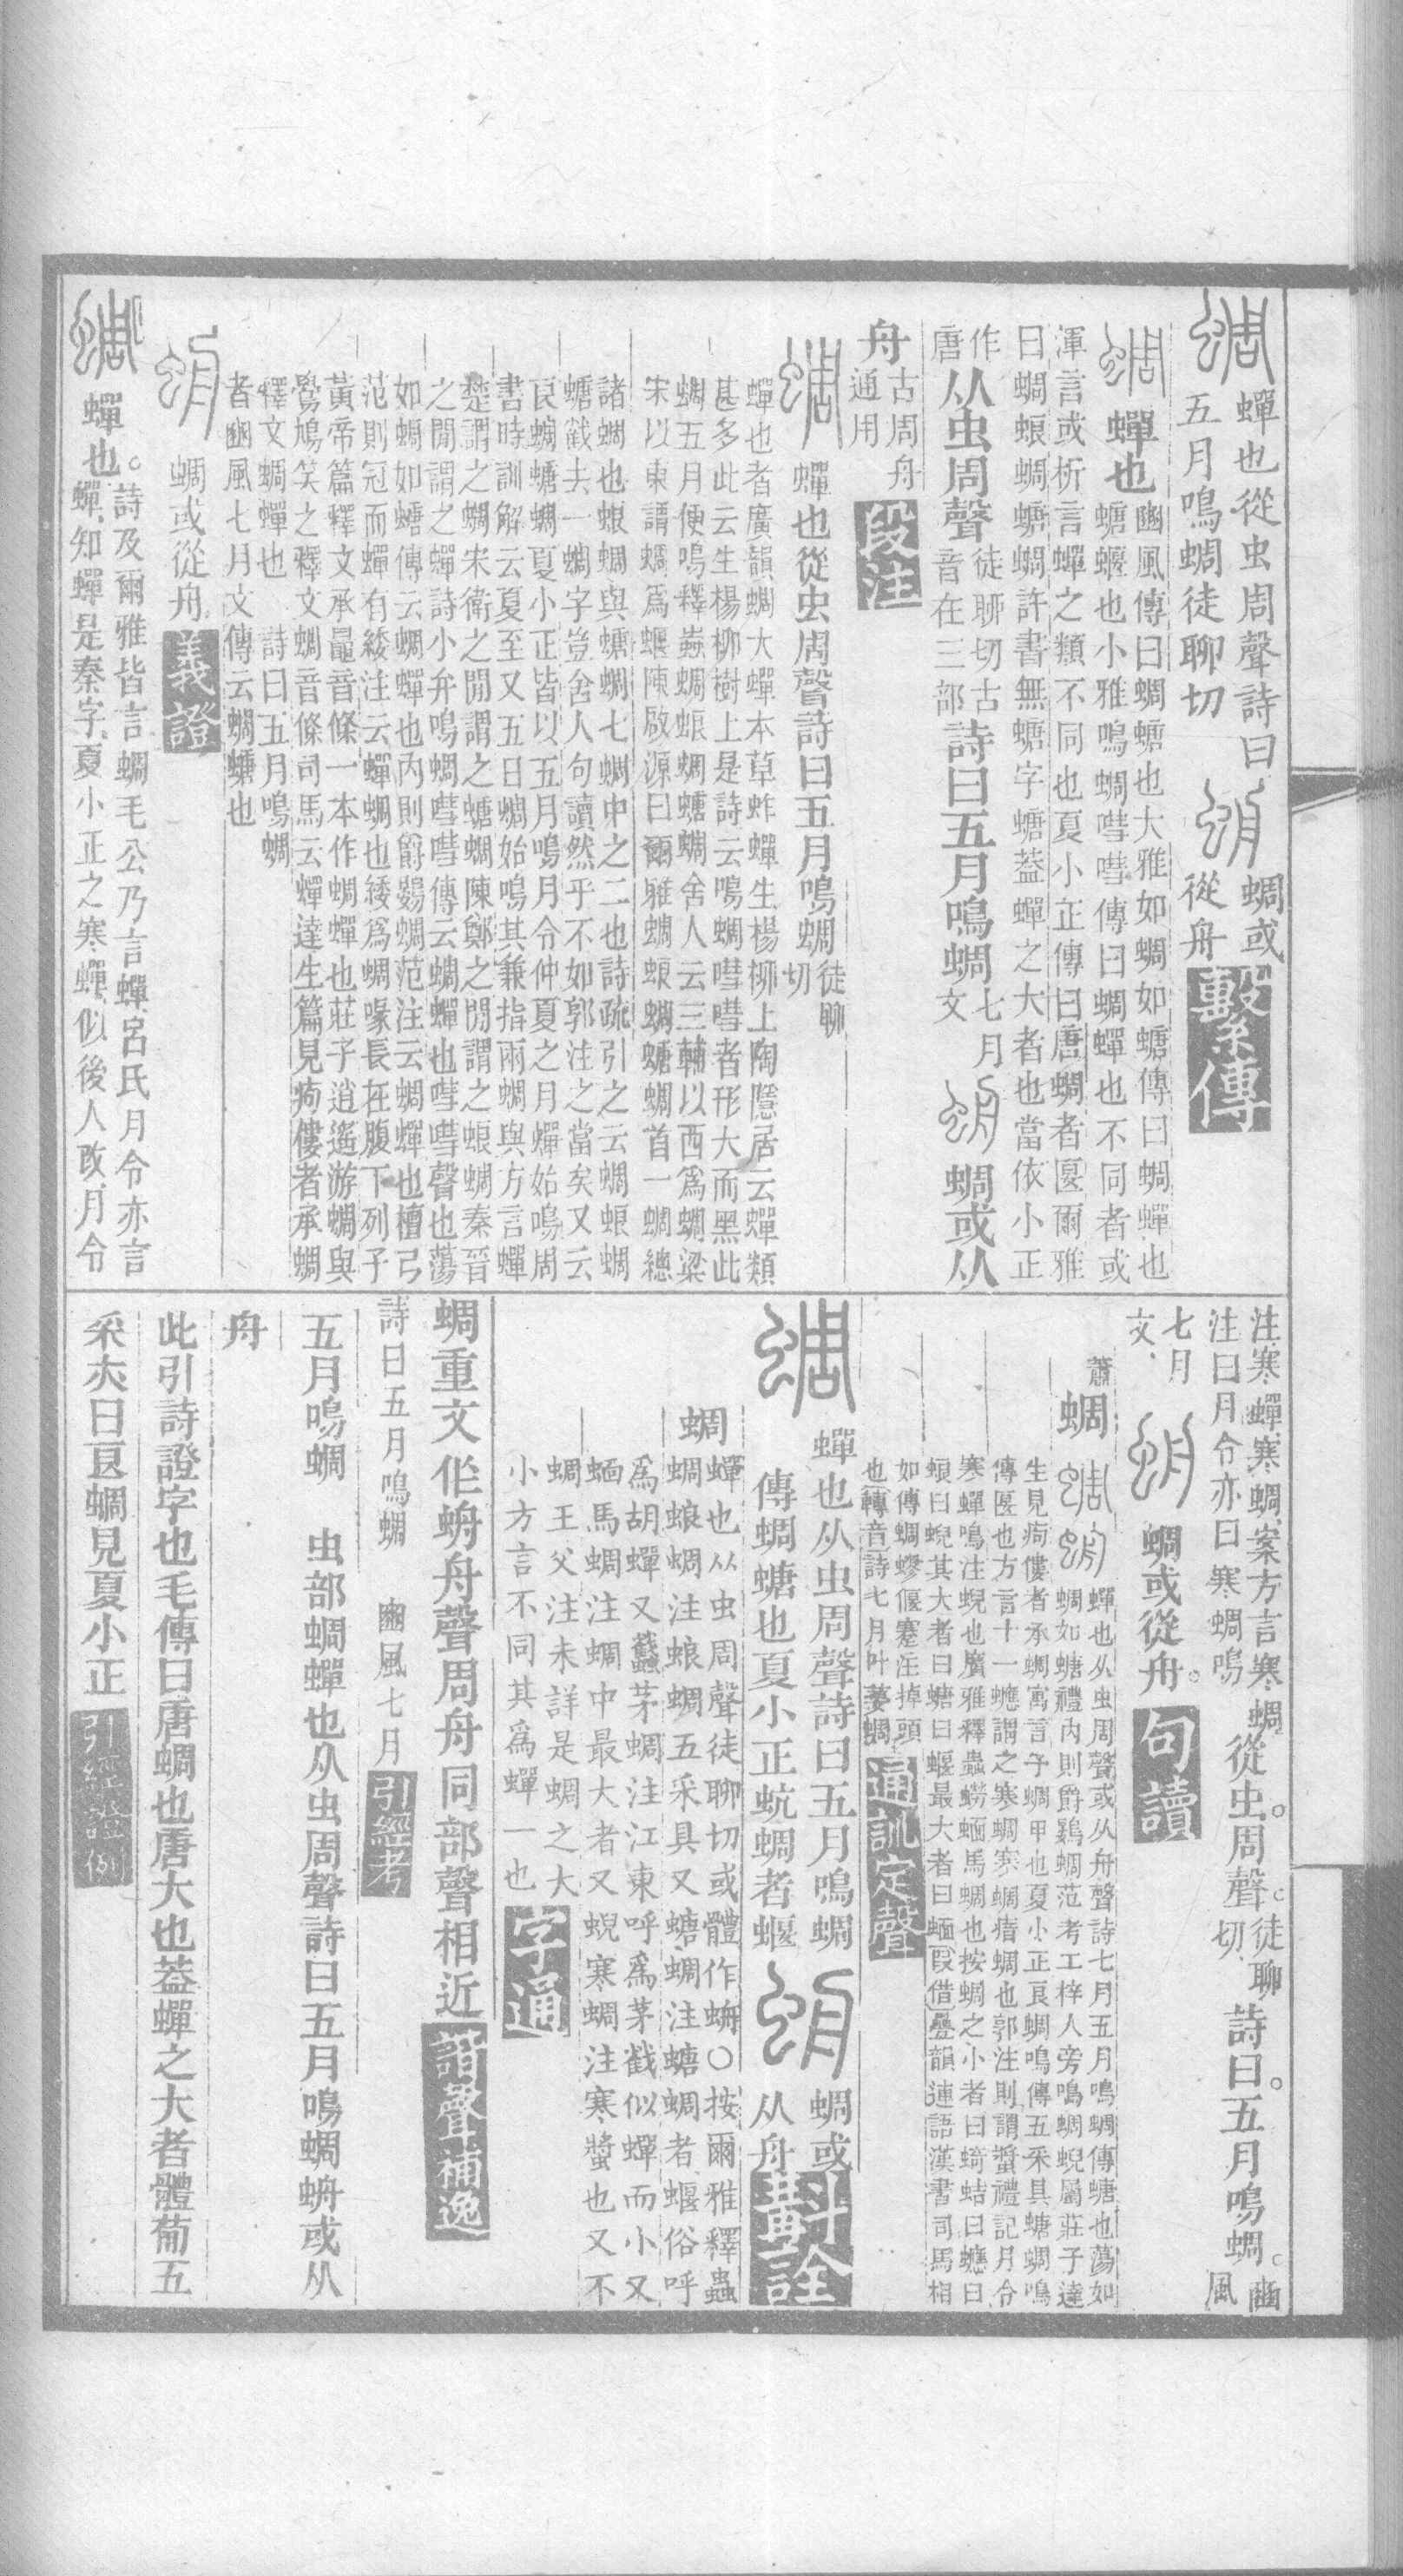 蟬也從虫周聲詩曰
五月鳴蜩徒聊切
蜩或
從舟
繫傳
蟬也
豳風傳曰蜩螗也大雅如蜩如螗傳曰蜩蟬也
螗蝘也小雅鳴蜩嘒嘒傳曰蜩蟬也不同者或
渾言或析言蟬之類不同也夏小正傳曰唐蜩者匽爾雅
曰蜩蜋蜩螗蜩許書無螗字螗葢蟬之大者也當依小正
作
唐
从虫周聲
徒聊切古
音在三部
詩曰五月鳴蜩
七月
文
蜩或从
舟
古周舟
通用
段注
蟬也從虫周聲詩曰五月鳴蜩
徒聊
切
蟬也者廣韻蜩大蟬本草蚱蟬生楊柳上陶隱居云蟬類
甚多此云生楊柳樹上是詩云鳴蜩嘒嘒者形大而黑此
蜩五月便鳴釋蟲蜩蜋蜩螗蜩舍人云三輔以西爲蜩梁
宋以東謂蜩爲蝘陳啟源曰爾雅蜩蜋蜩螗蜩首一蜩總
諸蜩也蜋蜩與螗蜩七蜩中之二也詩疏引之云蜩蜋蜩
螗截去一蜩字豈舍人句讀然乎不如郭注之當矣又云
良蜩螗蜩夏小正皆以五月鳴月令仲夏之月蟬始鳴周
書時訓解云夏至又五日蜩始鳴其兼指兩蜩與方言蟬
楚謂之蜩宋衛之閒謂之螗蜩陳鄭之閒謂之蜋蜩秦晉
之閒謂之蟬詩小弁鳴蜩嘒嘒傳云蜩蟬也嘒嘒聲也蕩
如蜩如螗傳云蜩蟬也內則爵鷃蜩范注云蜩蟬也檀弓
范則冠而蟬有緌注云蟬蜩也緌爲蜩喙長在腹下列子
黃帝篇釋文承黽音條一本作蜩蟬也莊子逍遙游蜩與
鷽鳩笑之釋文蜩音條司馬云蟬達生篇見痀僂者承蜩
釋文蜩蟬也　詩曰五月鳴蜩
者豳風七月文傳云蜩螗也
蜩或從舟
義證
蟬也
。詩及爾雅皆言蜩毛公乃言蟬呂氏月令亦言
蟬、知蟬是秦字、夏小正之寒蟬、似後人改、月令
注、寒蟬、寒蜩、案方言寒蜩、
注曰月令亦曰　寒蜩鳴
從虫。周聲。
徒聊
切、
詩曰。五月鳴蜩。
豳
風
七月
文、
蜩或從舟。
句讀
蕭
蜩
蟬也从虫周聲或从舟聲詩七月五月鳴蜩傳螗也蕩如
蜩如螗禮內則爵鷃蜩范考工梓人旁鳴蜩蜺屬莊子達
生見痀僂者承蜩寓言予蜩甲也夏小正良蜩鳴傳五采具螗蜩鳴
傳匽也方言十一蟪謂之寒蜩寒蜩瘖蜩也郭注則謂螿禮記月令
寒蟬鳴注蜺也廣雅釋蟲蟧蝒馬蜩也按蜩之小者曰蛥蛣曰蟪曰
蜋曰蜺其大者曰螗曰蝘最大者曰蝒叚借疊韻連語漢書司馬相
如傳蜩蟉偃蹇注掉頭
也轉音詩七月叶葽蜩
通訓定聲
蟬也从虫周聲詩曰五月鳴蜩
傳蜩螗也夏小正蚢蜩者蝘
蜩或
从舟
斠詮
蜩
蟬也从虫周聲徒聊切或體作蛧○按爾雅釋蟲
蜩蜋蜩注蜋蜩五采具又螗蜩注螗蜩者蝘俗呼
爲胡蟬又蠽茅蜩注江東呼爲茅截似蟬而小又
蝒馬蜩注蜩中最大者又蜺寒蜩注寒螿也又不
蜩王父注未詳是蜩之大
小方言不同其爲蟬一也
字通
蜩重文作蛧舟聲周舟同部聲相近
諧聲補逸
詩曰五月鳴蜩　豳風七月
引經考
五月鳴蜩　虫部蜩蟬也从虫周聲詩曰五月鳴蜩蛧或从
舟
此引詩證字也毛傳曰唐蜩也唐大也葢蟬之大者體葡五
采夫曰良蜩見夏小正
引經證例